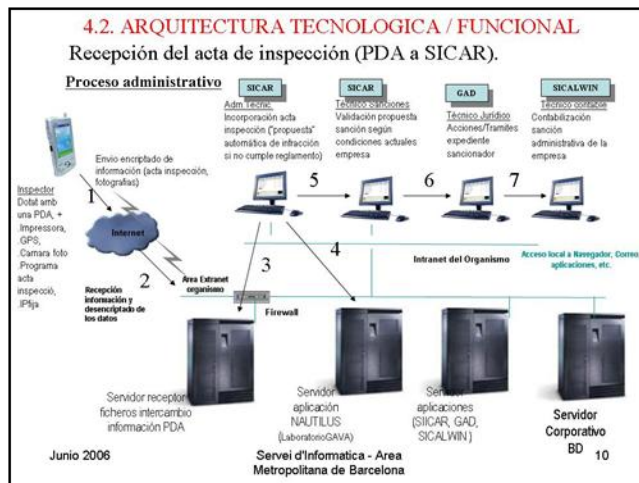 4.2. ARQUITECTURA TECNOLOGICA / FUNCIONAL
Recepción del acta de inspección (PDA a SICAR).
Proceso administrativo
SICAR
SICAR
GAD
SICALWIN
Adm.Tecnic.
Incorporación acta
inspección ("propuesta"
automática de infracción
si no cumple reglamento)
Técnico Sanciones
Validación propuesta
sanción según
condiciones actuales
empresa
Técnico Jurídico
Acciones/Tramites
expediente
sancionador
Técnico contable
Contabilización
sanción
administrativa de la
empresa
Envio encriptado de
información (acta inspección,
fotografías)
1
5
6
7
Inspector
Dotat amb
una PDA, +
.Impressora,
.GPS,
.Camara foto
.Programa
acta
inspecció,
.IPfija
Internet
2
3
4
Intranet del Organismo
Acceso local a Navegador, Correo,
aplicaciones, etc.
Area Extranet
organismo
Recepción
información y
desencriptado de
los datos
Firewall
Servidor receptor
ficheros intercambio
información PDA
Servidor
aplicación
NAUTILUS
(LaboratorioGAVA)
Servidor
aplicaciones
(SIICAR, GAD,
SICALWIN )
Servidor
Corporativo
BD
Junio 2006
Servei d'Informatica - Area
Metropolitana de Barcelona
10